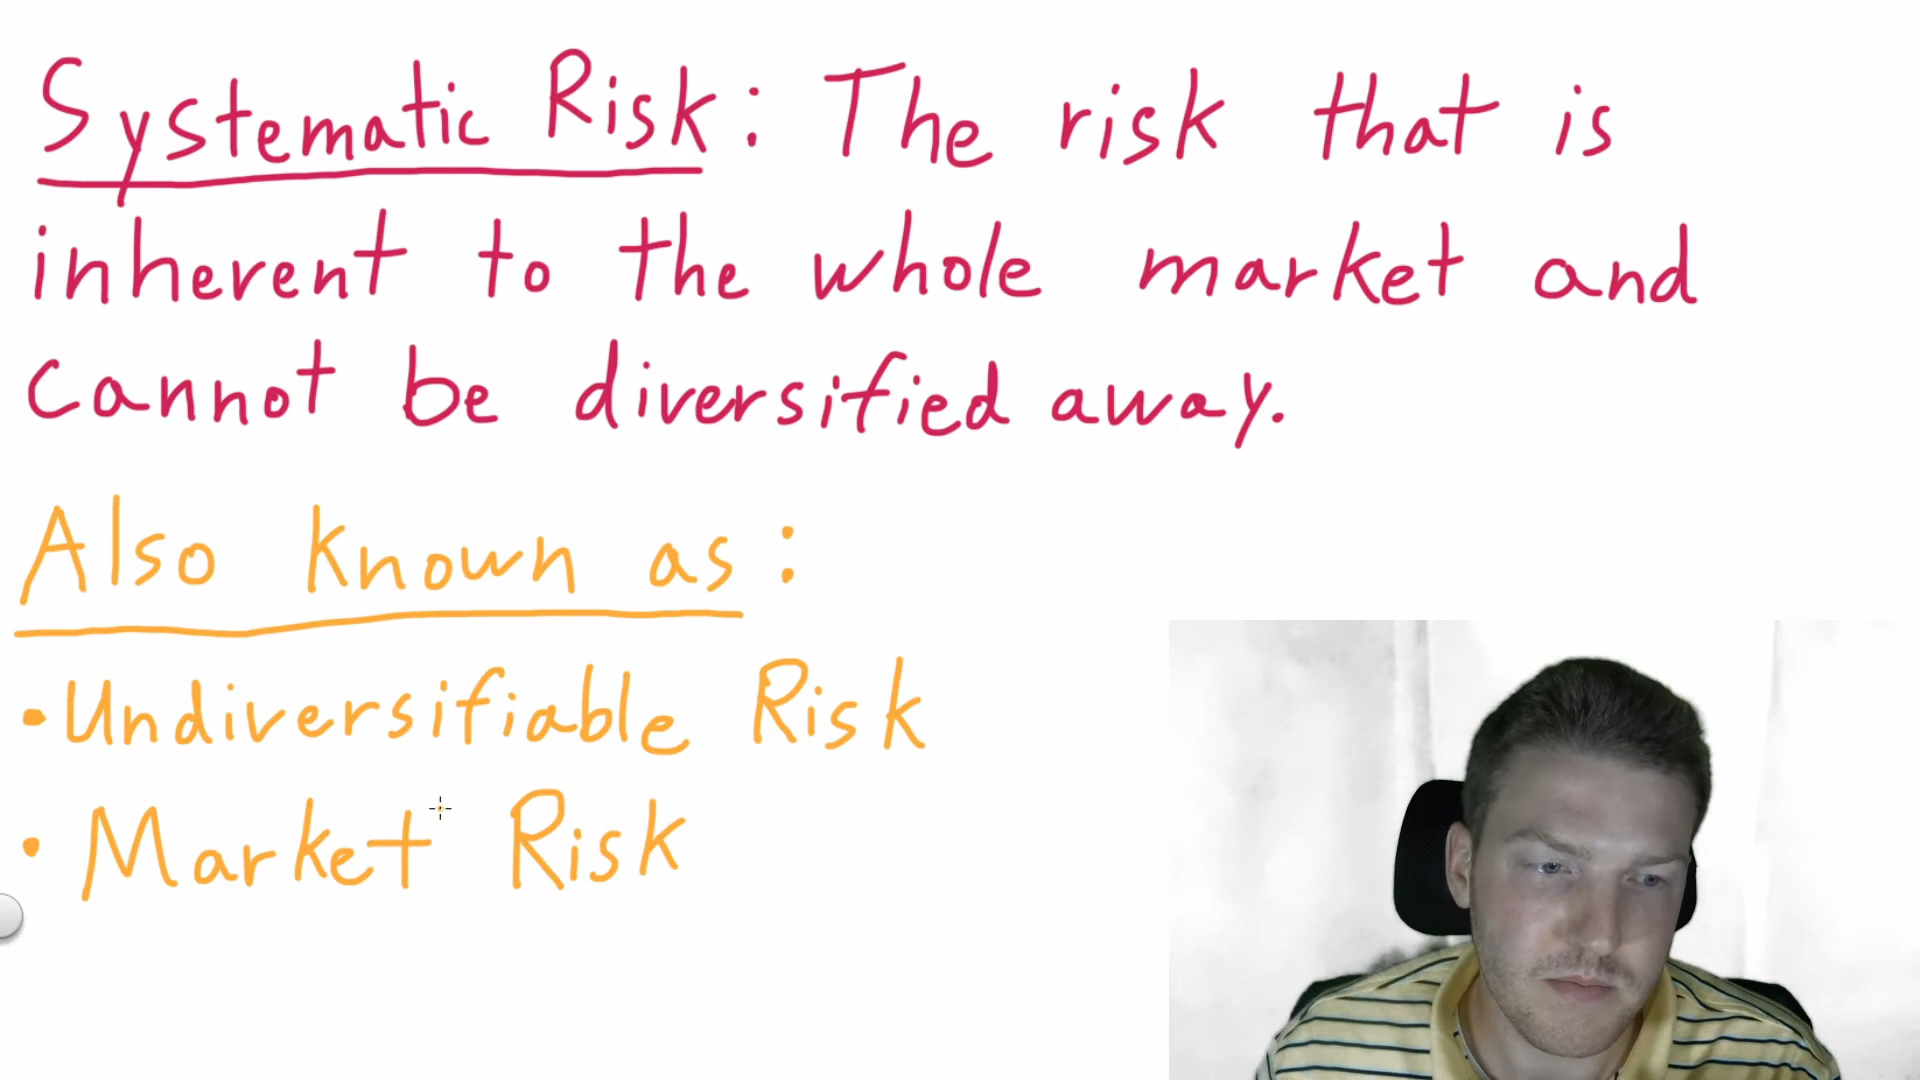 Systematic Risk: The risk that is
inherent to the whole market and
cannot be diversified away.
Also known as:
• Undiversifiable Risk
• Market Risk